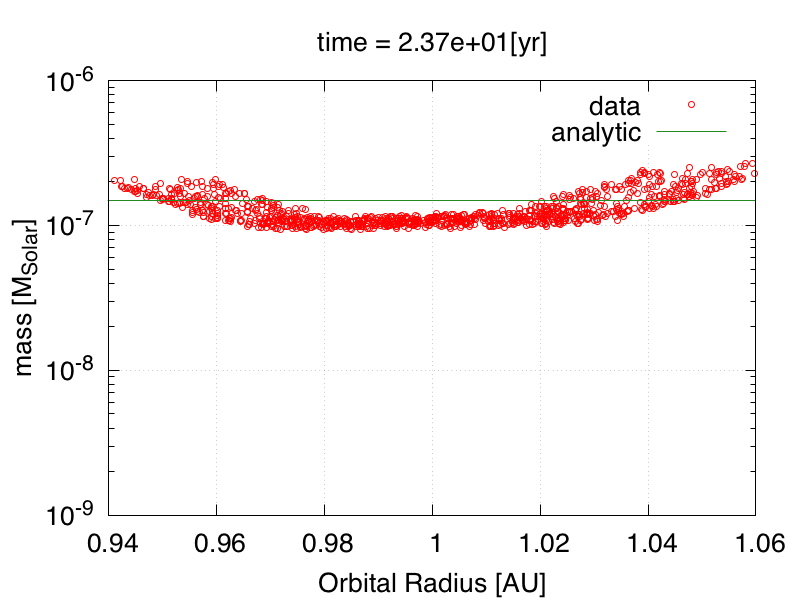 time = 2.37e+01[yr]
data
analytic
10^-6
10^-7
10^-8
10^-9
mass [M_Solar]
0.94 0.96 0.98 1 1.02 1.04 1.06
Orbital Radius [AU]